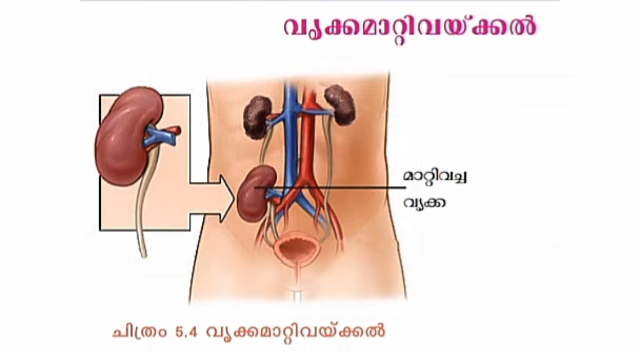 വൃക്കമാറ്റിവയ്ക്കൽ
മാറ്റിവച്ച
വൃക്ക
ചിത്രം 5.4 വൃക്കമാറ്റിവയ്ക്കൽ